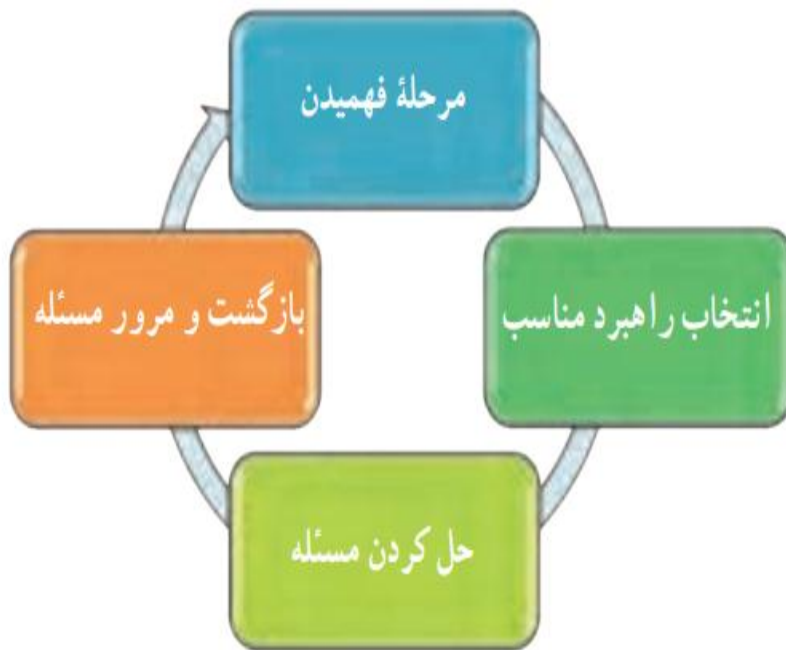 مرحلهٔ فهمیدن
انتخاب راهبرد مناسب
حل کردن مسئله
بازگشت و مرور مسئله